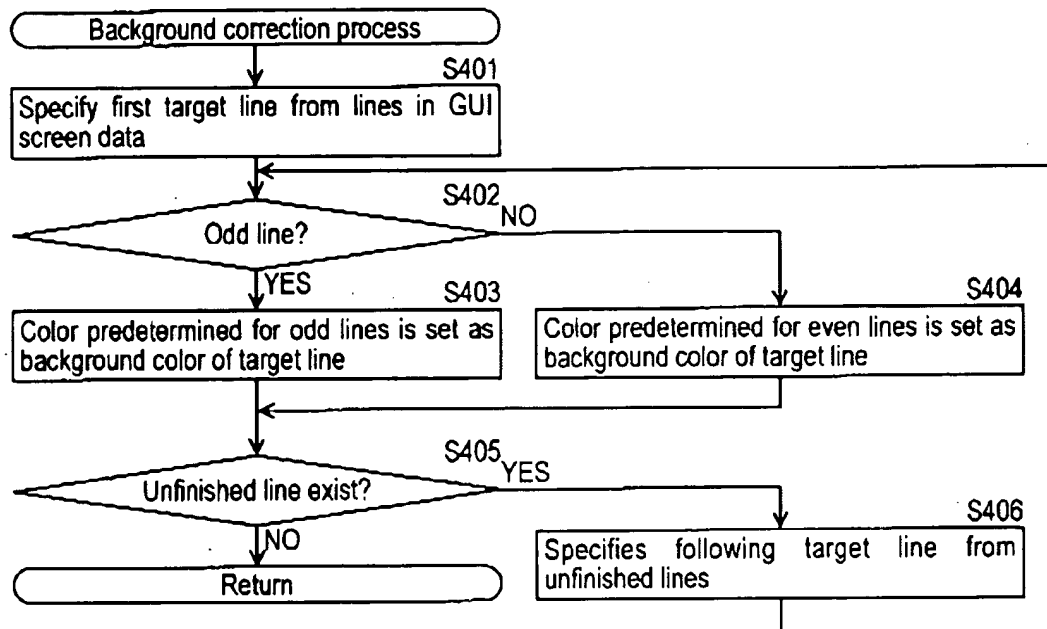 Background correction process
S401
Specify first target line from lines in GUI
screen data
S402
NO
Odd line?
YES
S403
Color predetermined for odd lines is set as
background color of target line
S404
Color predetermined for even lines is set as
background color of target line
S405
YES
Unfinished line exist?
NO
S406
Specifies following target line from
unfinished lines
Return